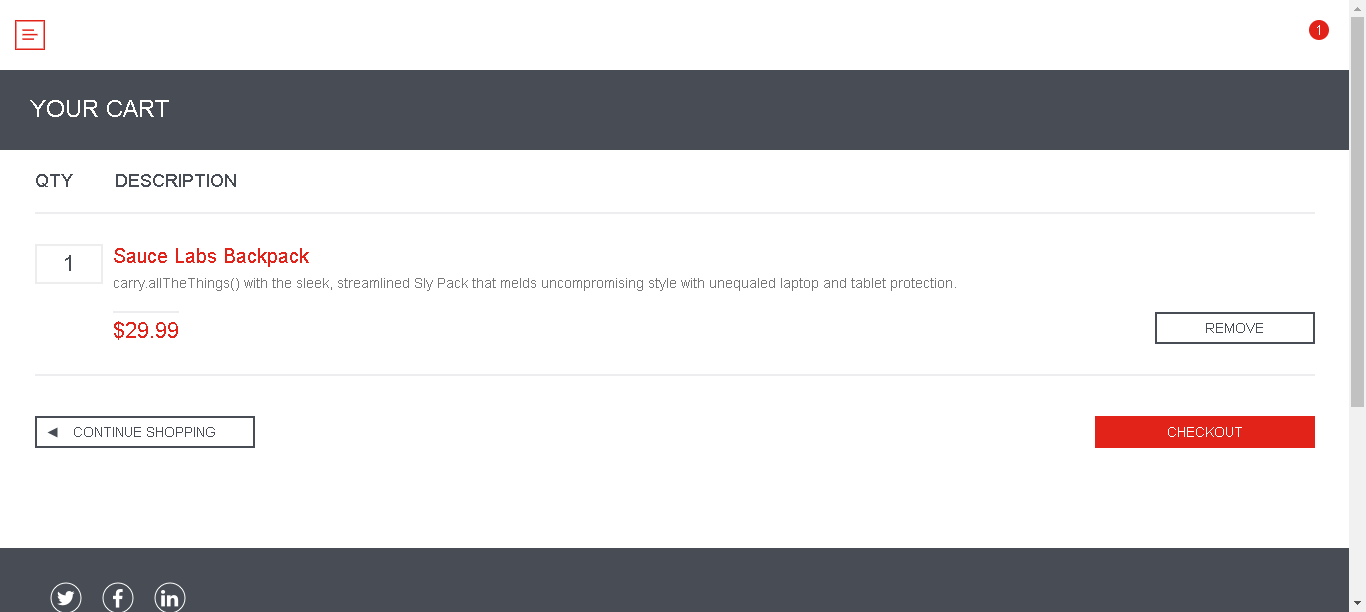 1
YOUR CART
QTY DESCRIPTION
1 Sauce Labs Backpack
carry.allTheThings() with the sleek, streamlined Sly Pack that melds uncompromising style with unequaled laptop and tablet protection.
$29.99 REMOVE
CONTINUE SHOPPING CHECKOUT